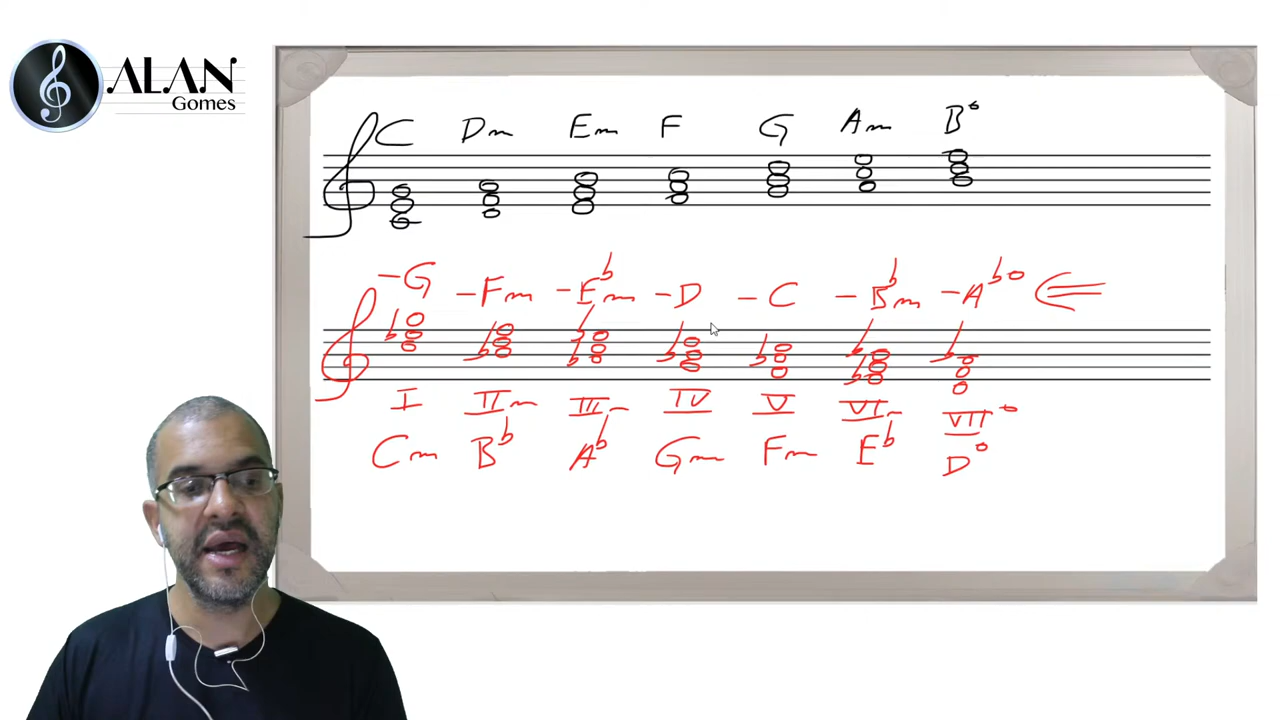 ALAN
Gomes
C Dm Em F G Am B°
-G -Fm -E♭m -D -C -B♭m -A♭°
I IIm IIIm IV V VIm VII°
Cm B♭ A♭ Gm Fm E♭ D°